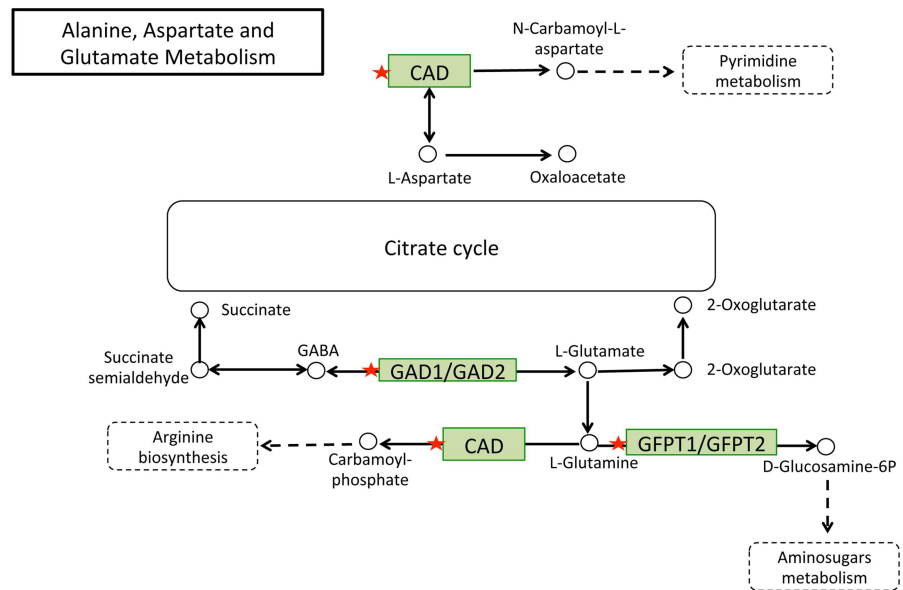 Alanine, Aspartate and
Glutamate Metabolism
N-Carbamoyl-L-
aspartate
CAD
Pyrimidine
metabolism
L-Aspartate
Oxaloacetate
Citrate cycle
Succinate
2-Oxoglutarate
Succinate
semialdehyde
GABA
GAD1/GAD2
L-Glutamate
2-Oxoglutarate
Arginine
biosynthesis
Carbamoyl-
phosphate
CAD
L-Glutamine
GFPT1/GFPT2
D-Glucosamine-6P
Aminosugars
metabolism